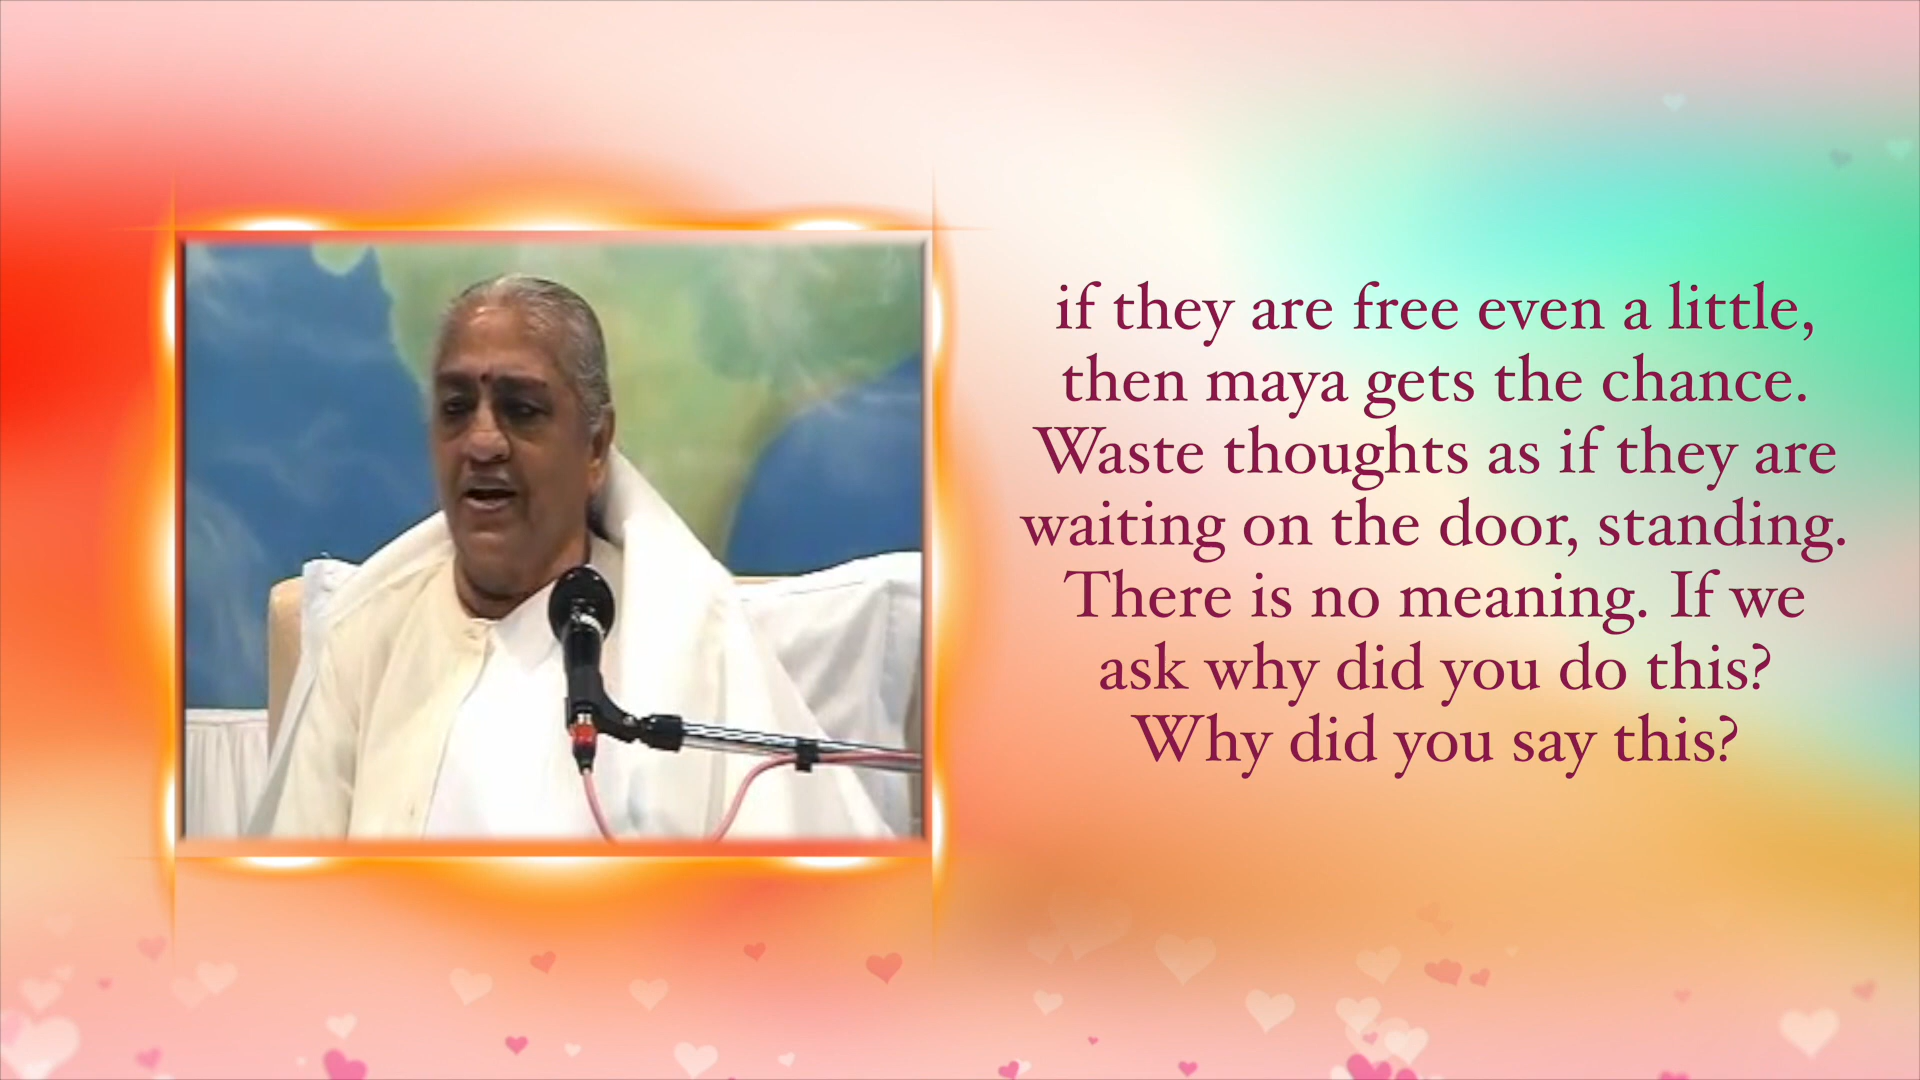 if they are free even a little,
then maya gets the chance.
Waste thoughts as if they are
waiting on the door, standing.
There is no meaning. If we
ask why did you do this?
Why did you say this?